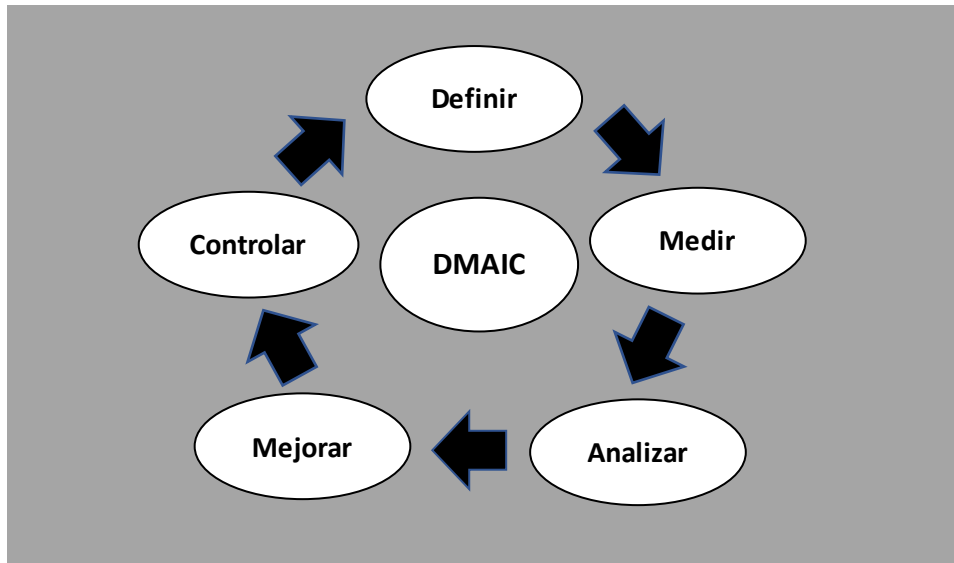 Definir
Medir
Analizar
Mejorar
Controlar
DMAIC